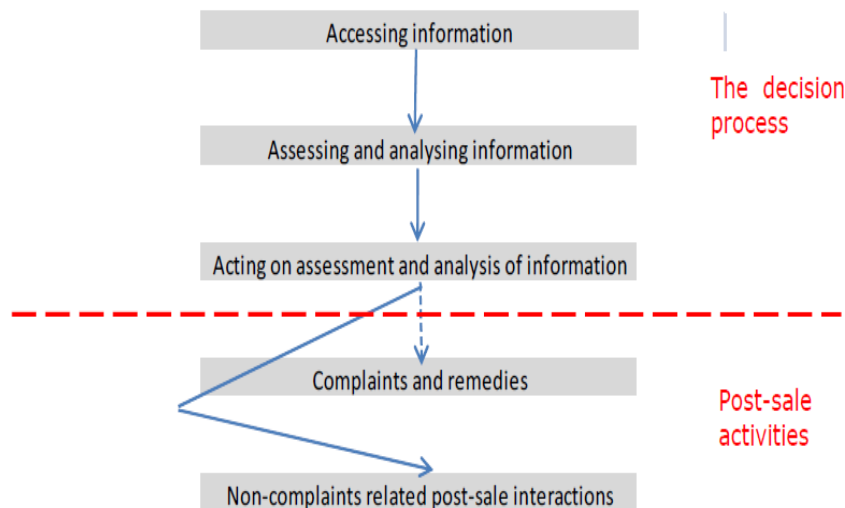 Accessing information
The decision
process
Assessing and analysing information
Acting on assessment and analysis of information
Complaints and remedies
Post-sale
activities
Non-complaints related post-sale interactions